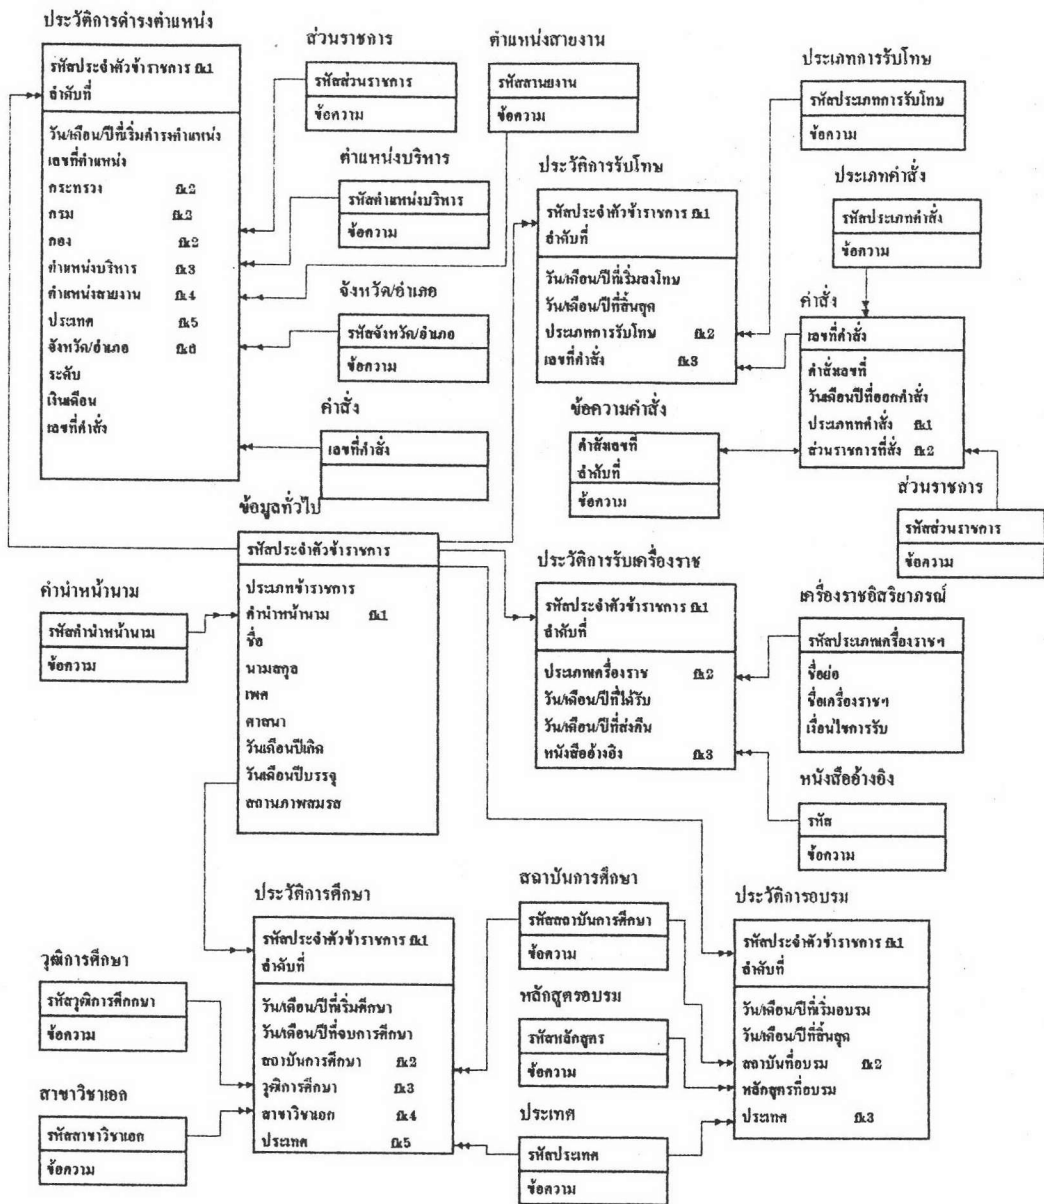 ประวัติการดำรงตำแหน่ง
รหัสประจำตัวข้าราชการ fk1
ลำดับที่
วัน/เดือน/ปีที่เริ่มดำรงตำแหน่ง
เลขที่ตำแหน่ง
กระทรวง fk2
กรม fk2
กอง fk2
ตำแหน่งบริหาร fk3
ตำแหน่งสายงาน fk4
ประเทศ fk5
จังหวัด/อำเภอ fk6
ระดับ
เงินเดือน
เลขที่คำสั่ง
ส่วนราชการ
รหัสส่วนราชการ
ข้อความ
ตำแหน่งสายงาน
รหัสสานยงาน
ข้อความ
ตำแหน่งบริหาร
รหัสตำแหน่งบริหาร
ข้อความ
จังหวัด/อำเภอ
รหัสจังหวัด/อำเภอ
ข้อความ
คำสั่ง
เลขที่คำสั่ง
ประวัติการรับโทษ
รหัสประจำตัวข้าราชการ fk1
ลำดับที่
วัน/เดือน/ปีที่เริ่มลงโทษ
วัน/เดือน/ปีที่สิ้นสุด
ประเภทการรับโทษ fk2
เลขที่คำสั่ง fk3
ประเภทการรับโทษ
รหัสประเภทการรับโทษ
ข้อความ
ประเภทคำสั่ง
รหัสประเภทคำสั่ง
ข้อความ
คำสั่ง
เลขที่คำสั่ง
คำสั่งเลขที่
วันเดือนปีที่ออกคำสั่ง
ประเภททคำสั่ง fk1
ส่วนราชการที่สั่ง fk2
ข้อความคำสั่ง
คำสั่งเลขที่
ลำดับที่
ข้อความ
ส่วนราชการ
รหัสส่วนราชการ
ข้อความ
ข้อมูลทั่วไป
รหัสประจำตัวข้าราชการ
ประเภทข้าราชการ
คำนำหน้านาม fk1
ชื่อ
นามสกุล
เพศ
ศาสนา
วันเดือนปีเกิด
วันเดือนปีบรรจุ
สถานภาพสมรส
คำนำหน้านาม
รหัสคำนำหน้านาม
ข้อความ
ประวัติการรับเครื่องราช
รหัสประจำตัวข้าราชการ fk1
ลำดับที่
ประเภทเครื่องราช fk2
วัน/เดือน/ปีที่ได้รับ
วัน/เดือน/ปีที่ส่งคืน
หนังสืออ้างอิง fk3
เครื่องราชอิสริยาภรณ์
รหัสประเภทเครื่องราชฯ
ชื่อย่อ
ชื่อเครื่องราชฯ
เงื่อนไขการรับ
หนังสืออ้างอิง
รหัส
ข้อความ
ประวัติการศึกษา
รหัสประจำตัวข้าราชการ fk1
ลำดับที่
วัน/เดือน/ปีที่เริ่มศึกษา
วัน/เดือน/ปีที่จบการศึกษา
สถาบันการศึกษา fk2
วุฒิการศึกษา fk3
สาขาวิชาเอก fk4
ประเทศ fk5
วุฒิการศึกษา
รหัสวุฒิการศึกกษา
ข้อความ
สาขาวิชาเอก
รหัสสาขาวิชาเอก
ข้อความ
สถาบันการศึกษา
รหัสสถาบันการศึกษา
ข้อความ
หลักสูตรอบรม
รหัสหลักสูตร
ข้อความ
ประเทศ
รหัสประเทศ
ข้อความ
ประวัติการอบรม
รหัสประจำตัวข้าราชการ fk1
ลำดับที่
วัน/เดือน/ปีที่เริ่มอบรม
วัน/เดือน/ปีที่สิ้นสุด
สถาบันที่อบรม fk2
หลักสูตรที่อบรม
ประเทศ fk3